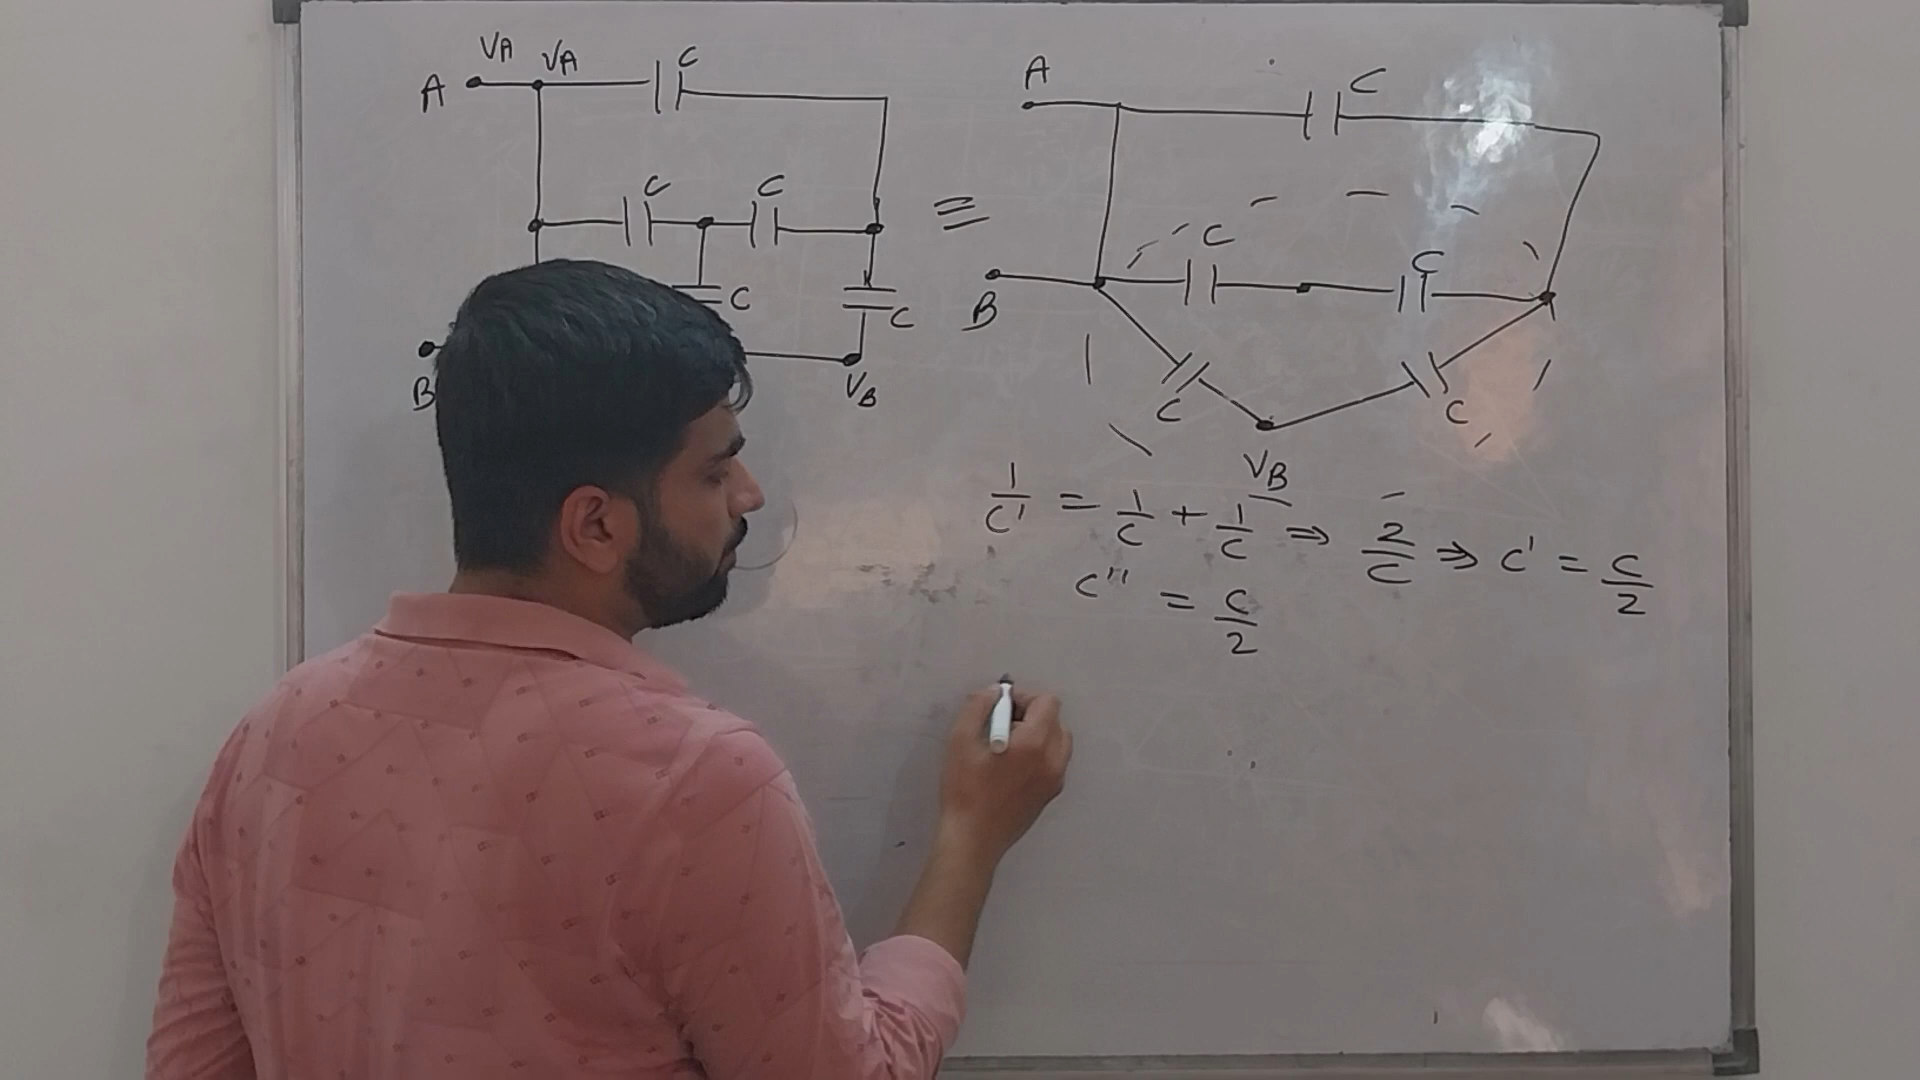 VA VA C
A
C C
C C
B VB
≡
A C
B C C
C C
VB
1/C' = 1/C + 1/C ⇒ 2/C ⇒ C' = C/2
C'' = C/2